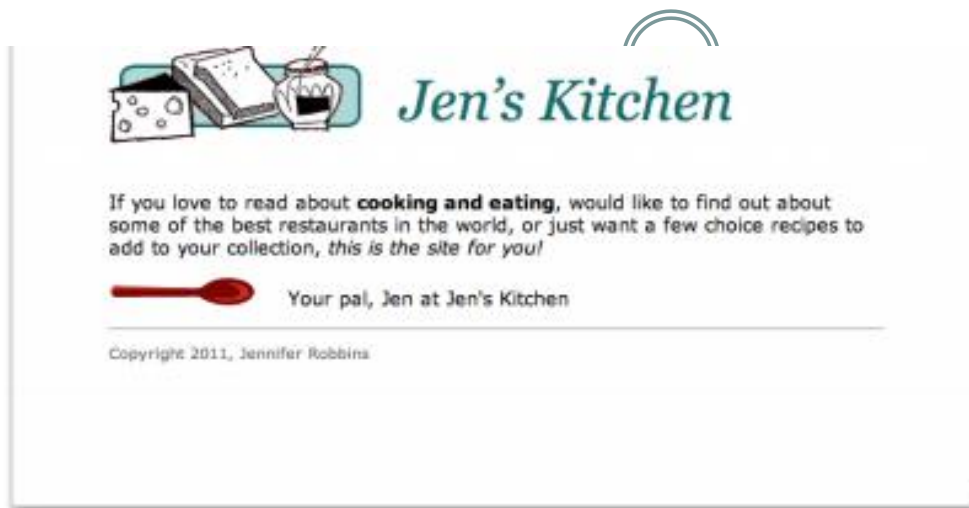 Jen's Kitchen
If you love to read about cooking and eating, would like to find out about
some of the best restaurants in the world, or just want a few choice recipes to
add to your collection, this is the site for you!
Your pal, Jen at Jen's Kitchen
Copyright 2011, Jennifer Robbins